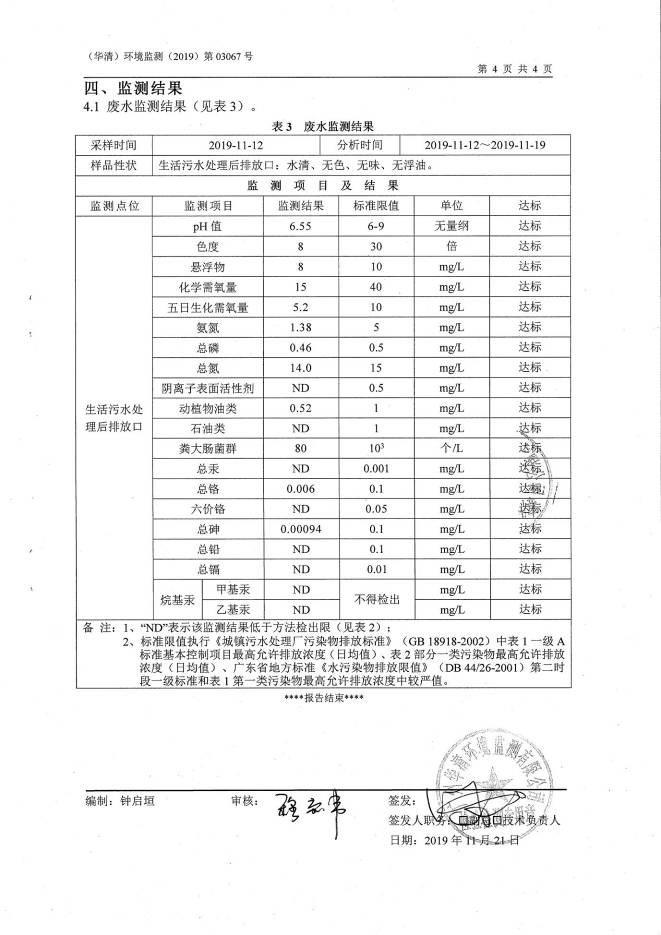 （华清）环境监测（2019）第 03067 号
第 4 页 共 4 页
四、监测结果
4.1 废水监测结果（见表 3）。
表 3 废水监测结果
采样时间 2019-11-12 分析时间 2019-11-12～2019-11-19
样品性状 生活污水处理后排放口：水清、无色、无味、无浮油。
监 测 项 目 及 结 果
监测点位 监测项目 监测结果 标准限值 单位 达标
生活污水处理后排放口
pH 值 6.55 6-9 无量纲 达标
色度 8 30 倍 达标
悬浮物 8 10 mg/L 达标
化学需氧量 15 40 mg/L 达标
五日生化需氧量 5.2 10 mg/L 达标
氨氮 1.38 5 mg/L 达标
总磷 0.46 0.5 mg/L 达标
总氮 14.0 15 mg/L 达标
阴离子表面活性剂 ND 0.5 mg/L 达标
动植物油类 0.52 1 mg/L 达标
石油类 ND 1 mg/L 达标
粪大肠菌群 80 10³ 个/L 达标
总汞 ND 0.001 mg/L 达标
总铬 0.006 0.1 mg/L 达标
六价铬 ND 0.05 mg/L 达标
总砷 0.00094 0.1 mg/L 达标
总铅 ND 0.1 mg/L 达标
总镉 ND 0.01 mg/L 达标
烷基汞 甲基汞 ND 不得检出 mg/L 达标
乙基汞 ND mg/L 达标
备 注：1、“ND”表示该监测结果低于方法检出限（见表 2）；
2、标准限值执行《城镇污水处理厂污染物排放标准》（GB 18918-2002）中表 1 一级 A
标准基本控制项目最高允许排放浓度（日均值）、表 2 部分一类污染物最高允许排放
浓度（日均值）、广东省地方标准《水污染物排放限值》（DB 44/26-2001）第二时
段一级标准和表 1 第一类污染物最高允许排放浓度中较严值。
****报告结束****
编制：钟启垣 审核： 签发：
签发人职务：技术负责人
日期：2019 年 11 月 21 日